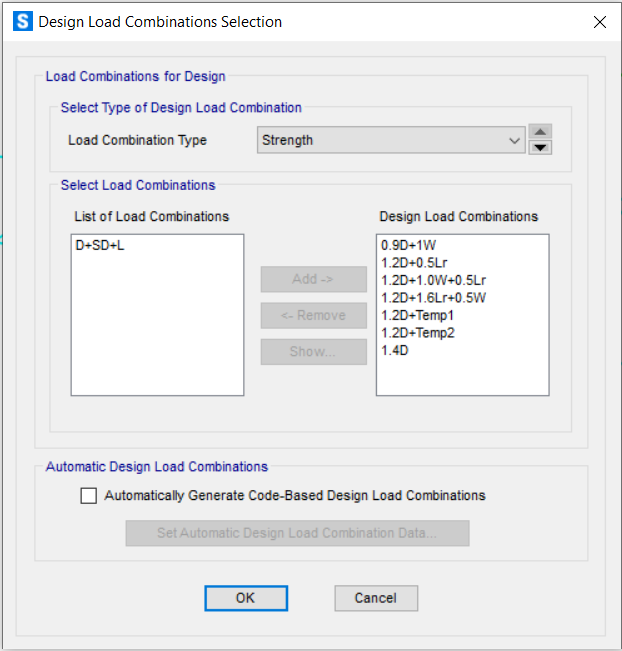 S Design Load Combinations Selection
Load Combinations for Design
Select Type of Design Load Combination
Load Combination Type Strength
Select Load Combinations
List of Load Combinations
D+SD+L
Add ->
<- Remove
Show...
Design Load Combinations
0.9D+1W
1.2D+0.5Lr
1.2D+1.0W+0.5Lr
1.2D+1.6Lr+0.5W
1.2D+Temp1
1.2D+Temp2
1.4D
Automatic Design Load Combinations
Automatically Generate Code-Based Design Load Combinations
Set Automatic Design Load Combination Data...
OK Cancel